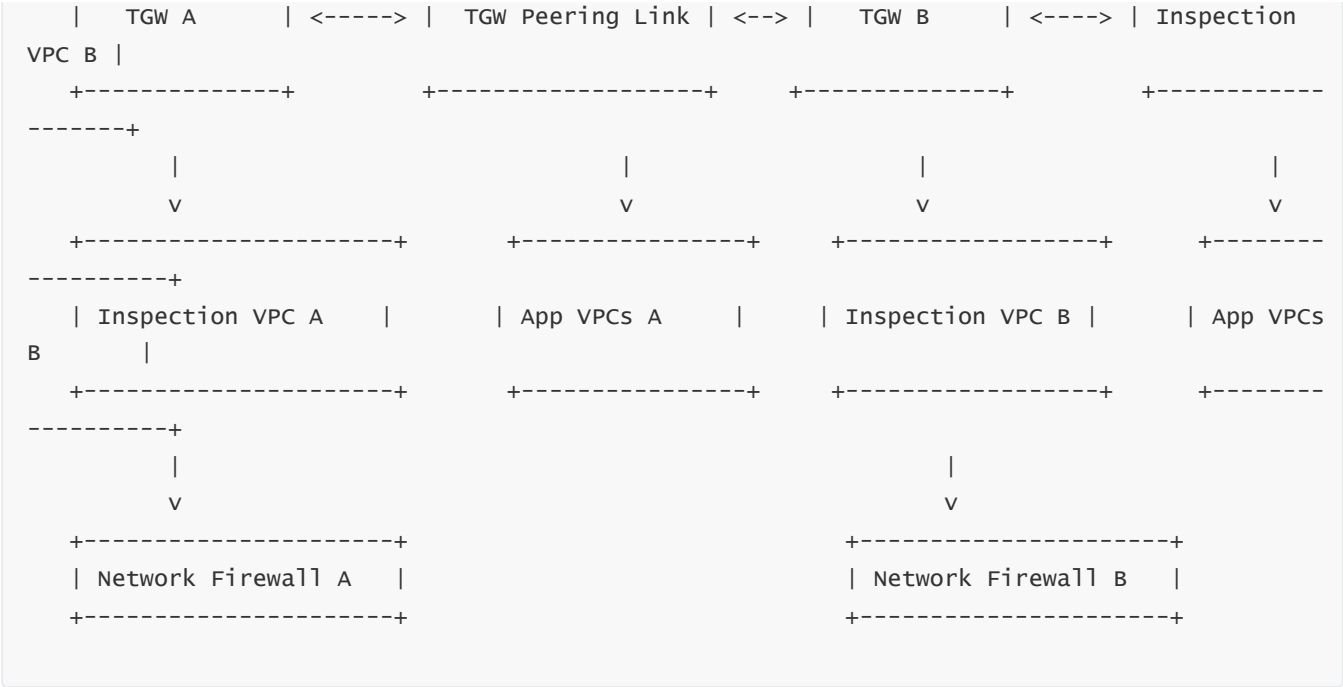 |    TGW A      | <-----> |  TGW Peering Link | <--> |    TGW B      | <----> | Inspection
VPC B |
   +--------------+          +-------------------+     +-------------+        +------------
-------+
          |                               |                     |                         |
          v                               v                     v                         v
   +----------------------+       +----------------+     +------------------+      +--------
----------+
   | Inspection VPC A     |       | App VPCs A     |     | Inspection VPC B |      | App VPCs
B        |
   +----------------------+       +----------------+     +------------------+      +--------
----------+
          |                                                       |
          v                                                       v
   +----------------------+                               +----------------------+
   | Network Firewall A   |                               | Network Firewall B   |
   +----------------------+                               +----------------------+